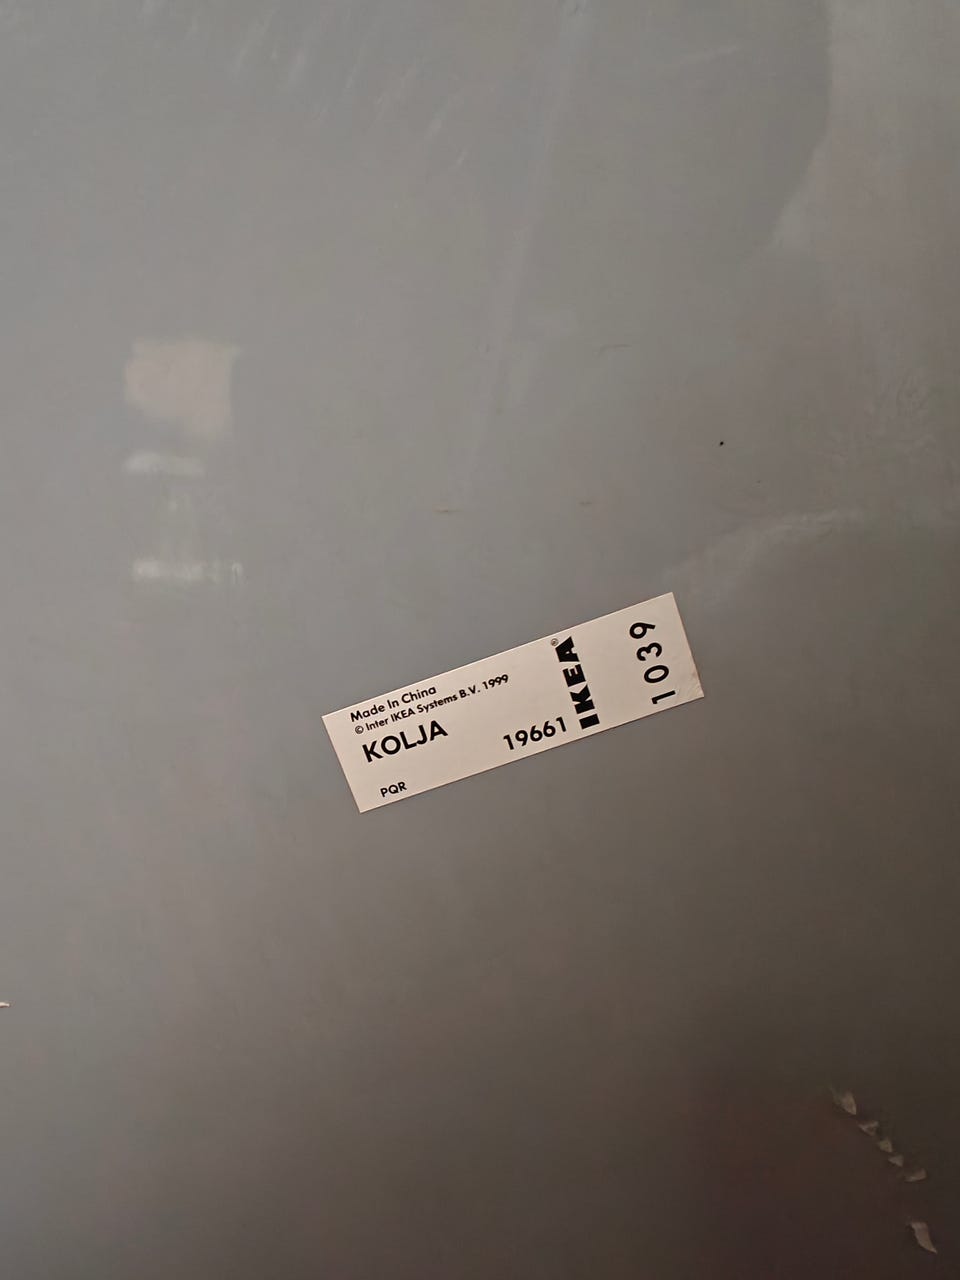 Made In China
© Inter IKEA Systems B.V. 1999
KOLJA
19661
PQR
IKEA®
1039